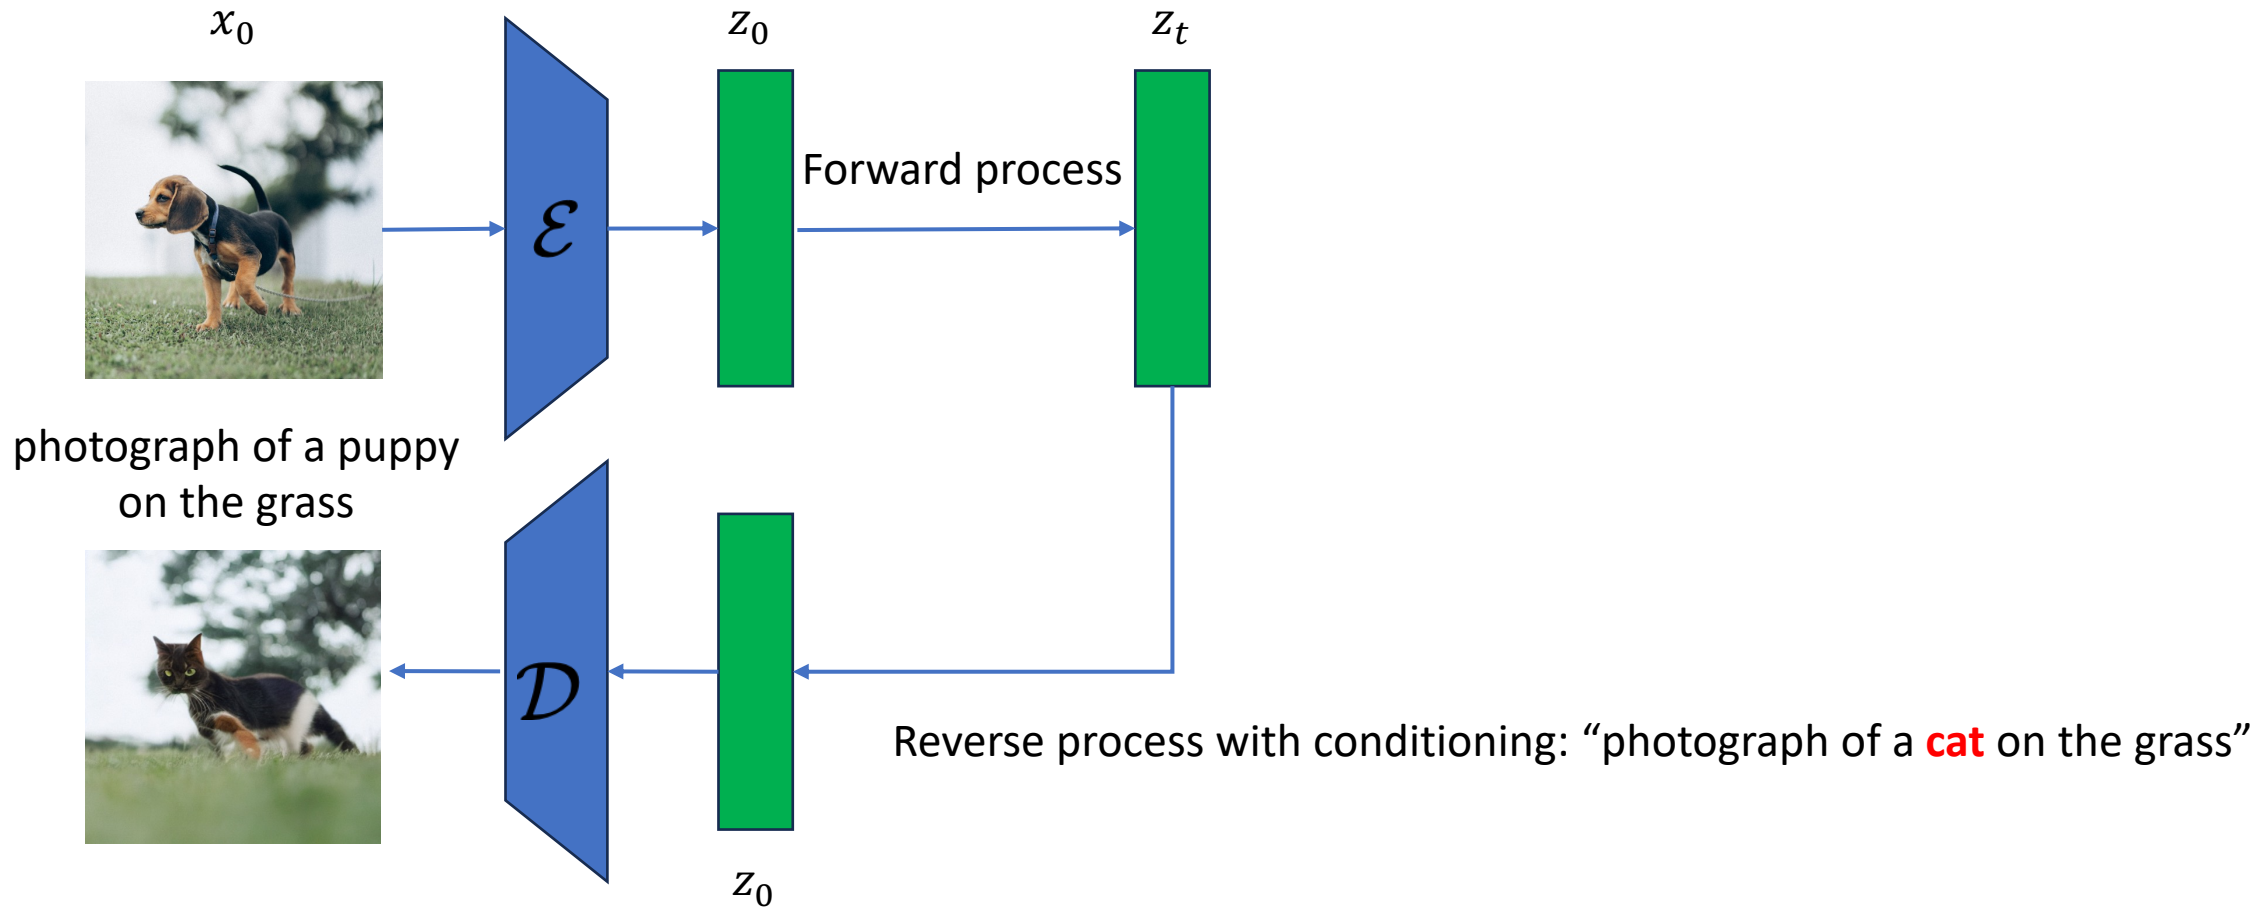 x₀
z₀
zₜ
Forward process
ℰ
photograph of a puppy
on the grass
𝒟
Reverse process with conditioning: “photograph of a cat on the grass”
z₀